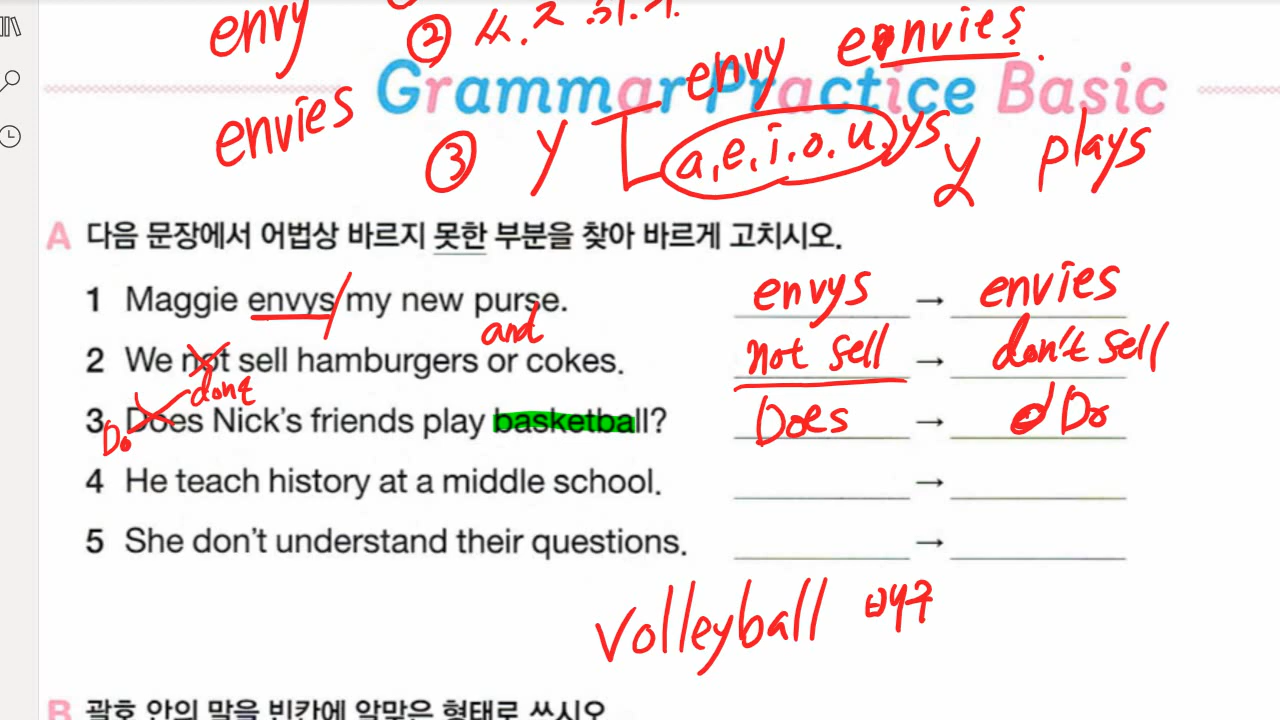 envy ② ㅆ.ㅈ.
envy envies.
Grammar Practice Basic
envies ③ y a, e, i, o, u ys y plays
A 다음 문장에서 어법상 바르지 못한 부분을 찾아 바르게 고치시오.
1 Maggie envys my new purse. envys → envies
and
2 We not sell hamburgers or cokes. not sell → don't sell
dont
3 Does Nick's friends play basketball? Does → Do
Do
4 He teach history at a middle school. →
5 She don't understand their questions. →
volleyball
B 괄호 안의 말을 빈칸에 알맞은 형태로 쓰시오